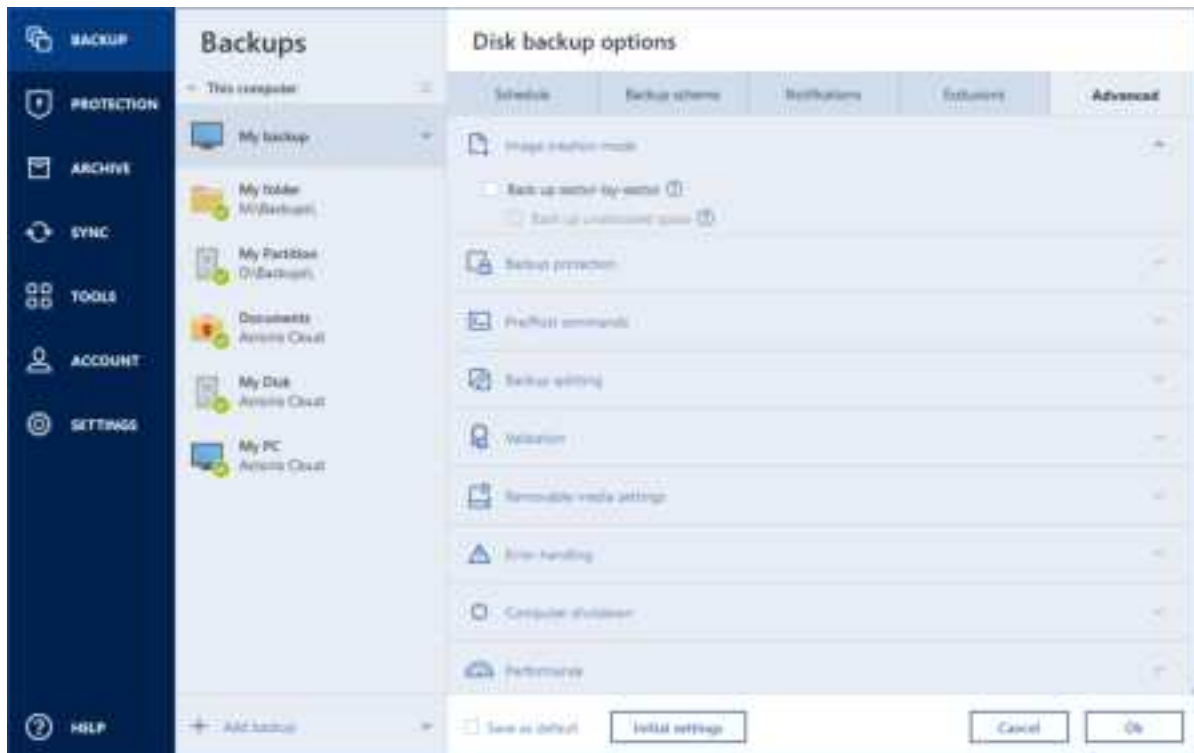 BACKUP
PROTECTION
ARCHIVE
SYNC
TOOLS
ACCOUNT
SETTINGS
HELP
Backups
This computer
My backup
My folder
M:\Backups\
My Partition
D:\Backups\
Documents
Acronis Cloud
My Disk
Acronis Cloud
My PC
Acronis Cloud
Add backup
Disk backup options
Schedule
Backup scheme
Notifications
Exclusions
Advanced
Image creation mode
Back up sector-by-sector
Back up unallocated space
Backup protection
Pre/Post commands
Backup splitting
Validation
Removable media settings
Error handling
Computer shutdown
Performance
Save as default
Initial settings
Cancel
Ok